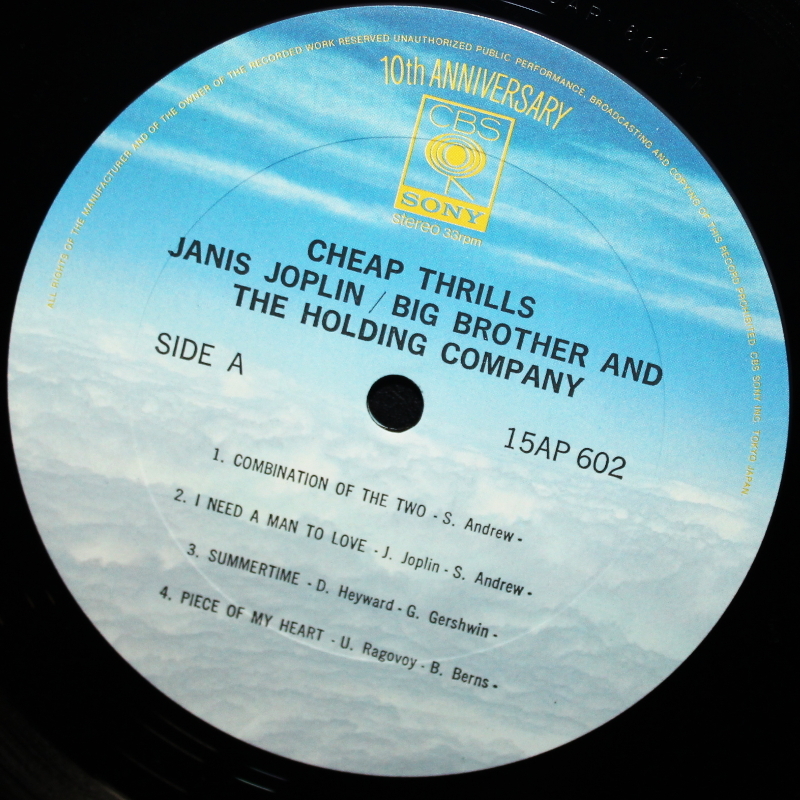 ALL RIGHTS OF THE MANUFACTURER AND OF THE OWNER OF THE RECORDED WORK RESERVED UNAUTHORIZED PUBLIC PERFORMANCE, BROADCASTING AND COPYING OF THIS RECORD PROHIBITED. CBS SONY INC. TOKYO JAPAN
10th ANNIVERSARY
CBS
SONY
stereo 33rpm
CHEAP THRILLS
JANIS JOPLIN / BIG BROTHER AND
THE HOLDING COMPANY
SIDE A
15AP 602
1. COMBINATION OF THE TWO - S. Andrew -
2. I NEED A MAN TO LOVE - J. Joplin - S. Andrew -
3. SUMMERTIME - D. Heyward - G. Gershwin -
4. PIECE OF MY HEART - U. Ragovoy - B. Berns -